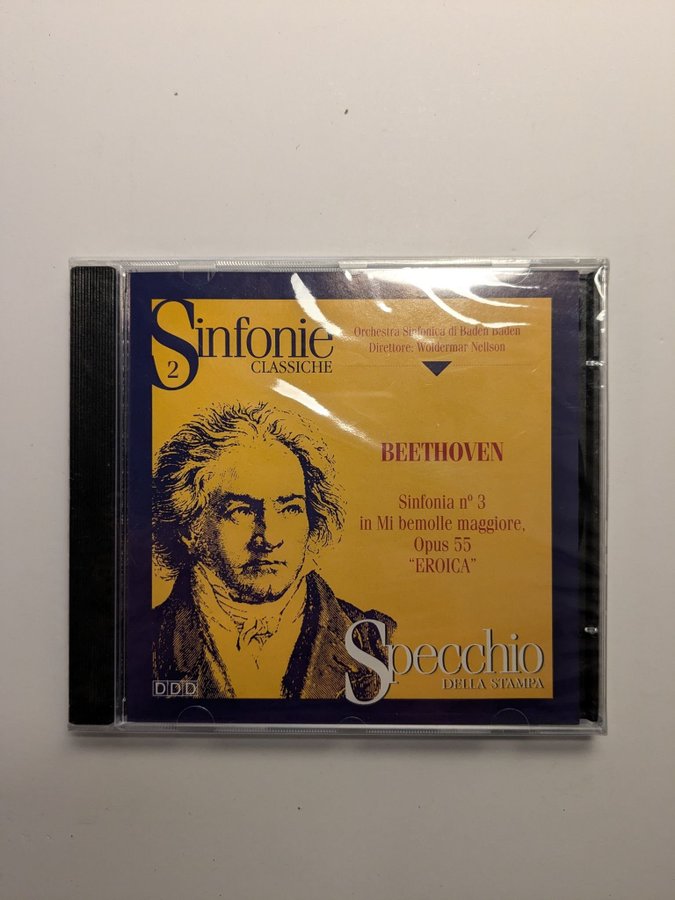 Sinfonie
2
CLASSICHE
Orchestra Sinfonica di Baden Baden
Direttore: Woldermar Nellson
BEETHOVEN
Sinfonia nº 3
in Mi bemolle maggiore,
Opus 55
“EROICA”
Specchio
DELLA STAMPA
DDD